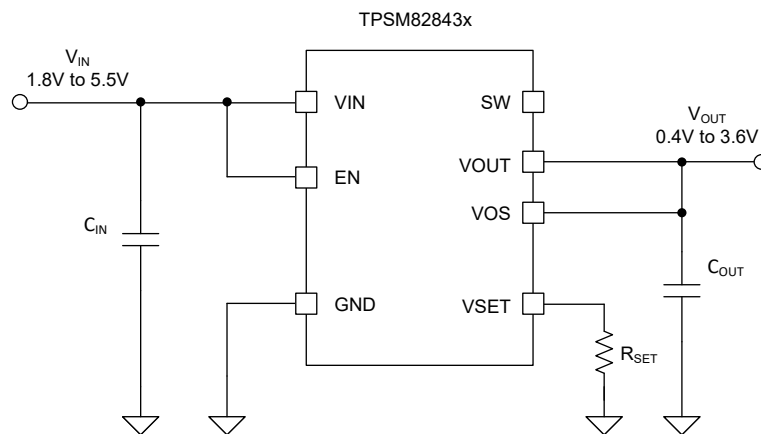 TPSM82843x
V_IN
1.8V to 5.5V
VIN
SW
V_OUT
0.4V to 3.6V
VOUT
EN
VOS
C_IN
C_OUT
GND
VSET
R_SET